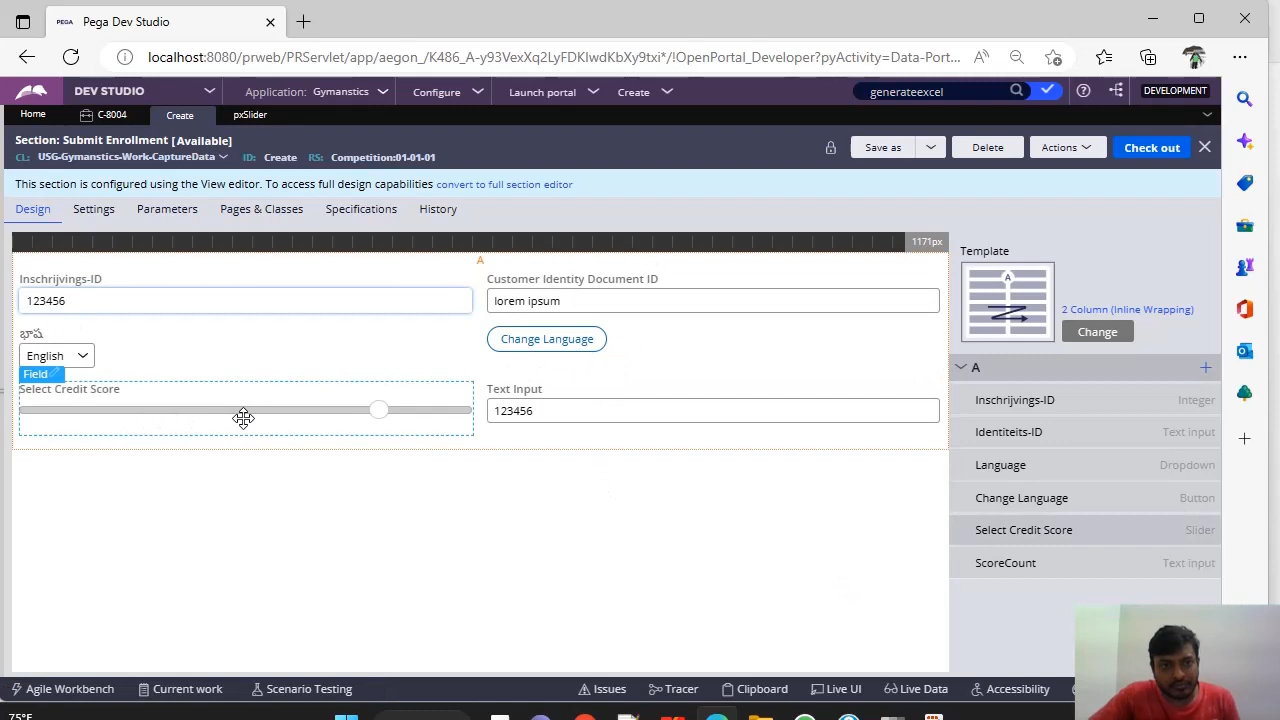 PEGA Pega Dev Studio
localhost:8080/prweb/PRServlet/app/aegon_/K486_A-y93VexXq2LyFDKlwdKbXy9txi*/!OpenPortal_Developer?pyActivity=Data-Port...
DEV STUDIO Application: Gymanstics Configure Launch portal Create generateexcel DEVELOPMENT
Home C-8004 Create pxSlider
Section: Submit Enrollment [Available]
CL: USG-Gymanstics-Work-CaptureData ID: Create RS: Competition:01-01-01
Save as Delete Actions Check out
This section is configured using the View editor. To access full design capabilities convert to full section editor
Design Settings Parameters Pages & Classes Specifications History
1171px
A
Template
A
2 Column (Inline Wrapping)
Change
Inschrijvings-ID Customer Identity Document ID
123456 lorem ipsum
భాష
English Change Language
Field
Select Credit Score Text Input
123456
A
Inschrijvings-ID Integer
Identiteits-ID Text input
Language Dropdown
Change Language Button
Select Credit Score Slider
ScoreCount Text input
Agile Workbench Current work Scenario Testing Issues Tracer Clipboard Live UI Live Data Accessibility
75°F